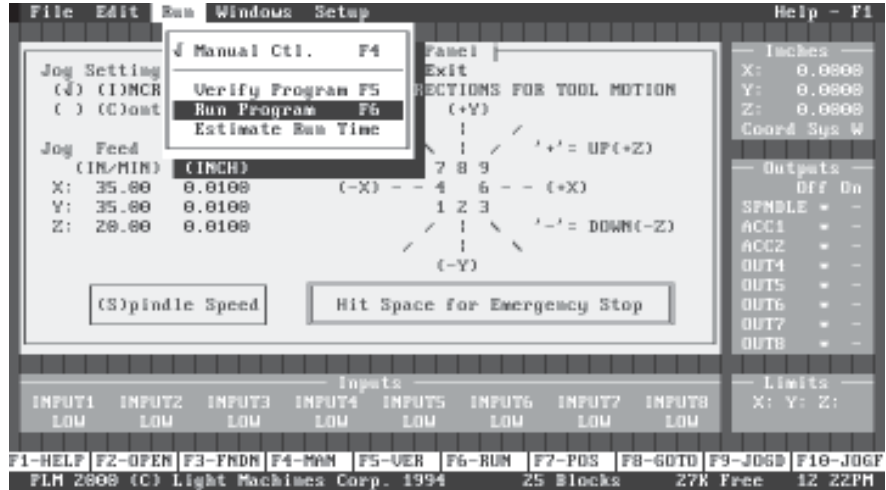 File Edit Run Windows Setup Help - F1
√ Manual Ctl. F4
Verify Program F5
Run Program F6
Estimate Run Time
Panel
Exit
Jog Setting
(√) (I)NCR
( ) (C)ont
RECTIONS FOR TOOL MOTION
(+Y)
'+'= UP(+Z)
Jog Feed
(IN/MIN) (INCH)
7 8 9
X: 35.00 0.0100 (-X) - - 4 6 - - (+X)
Y: 35.00 0.0100 1 2 3
Z: 20.00 0.0100 '-'= DOWN(-Z)
(-Y)
(S)pindle Speed
Hit Space for Emergency Stop
Inches
X: 0.0000
Y: 0.0000
Z: 0.0000
Coord Sys W
Outputs
Off On
SPNDLE
ACC1
ACC2
OUT4
OUT5
OUT6
OUT7
OUT8
Inputs
INPUT1 INPUT2 INPUT3 INPUT4 INPUT5 INPUT6 INPUT7 INPUT8
LOW LOW LOW LOW LOW LOW LOW LOW
Limits
X: Y: Z:
F1-HELP F2-OPEN F3-FNDN F4-MAN F5-VER F6-RUN F7-POS F8-GOTO F9-JOGD F10-JOGF
PLM 2000 (C) Light Machines Corp. 1994 25 Blocks 27K Free 12 22PM